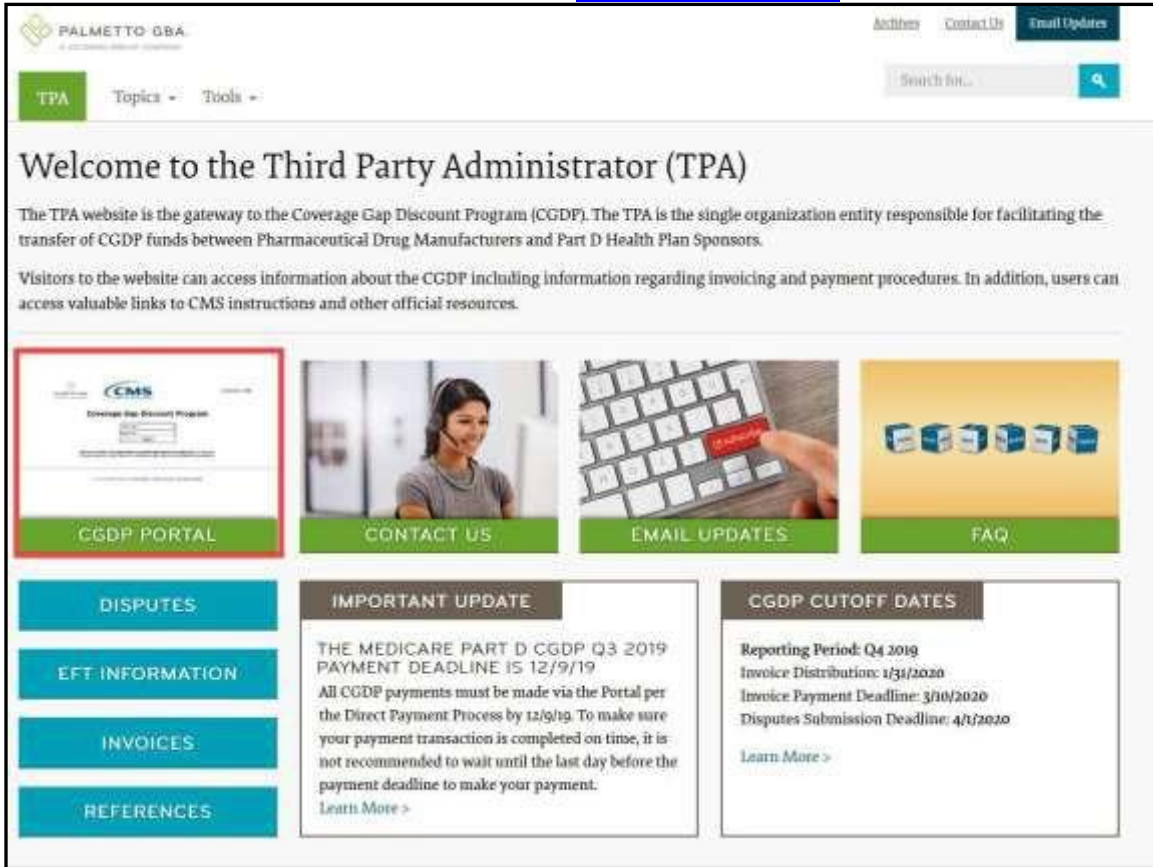 PALMETTO GBA
Archives Contact Us Email Updates
TPA Topics Tools
Search for...
Welcome to the Third Party Administrator (TPA)
The TPA website is the gateway to the Coverage Gap Discount Program (CGDP). The TPA is the single organization entity responsible for facilitating the
transfer of CGDP funds between Pharmaceutical Drug Manufacturers and Part D Health Plan Sponsors.
Visitors to the website can access information about the CGDP including information regarding invoicing and payment procedures. In addition, users can
access valuable links to CMS instructions and other official resources.
CMS
Coverage Gap Discount Program
CGDP PORTAL
CONTACT US
subscribe
EMAIL UPDATES
FAQ
DISPUTES
EFT INFORMATION
INVOICES
REFERENCES
IMPORTANT UPDATE
THE MEDICARE PART D CGDP Q3 2019
PAYMENT DEADLINE IS 12/9/19
All CGDP payments must be made via the Portal per
the Direct Payment Process by 12/9/19. To make sure
your payment transaction is completed on time, it is
not recommended to wait until the last day before the
payment deadline to make your payment.
Learn More >
CGDP CUTOFF DATES
Reporting Period: Q4 2019
Invoice Distribution: 1/31/2020
Invoice Payment Deadline: 3/10/2020
Disputes Submission Deadline: 4/1/2020
Learn More >